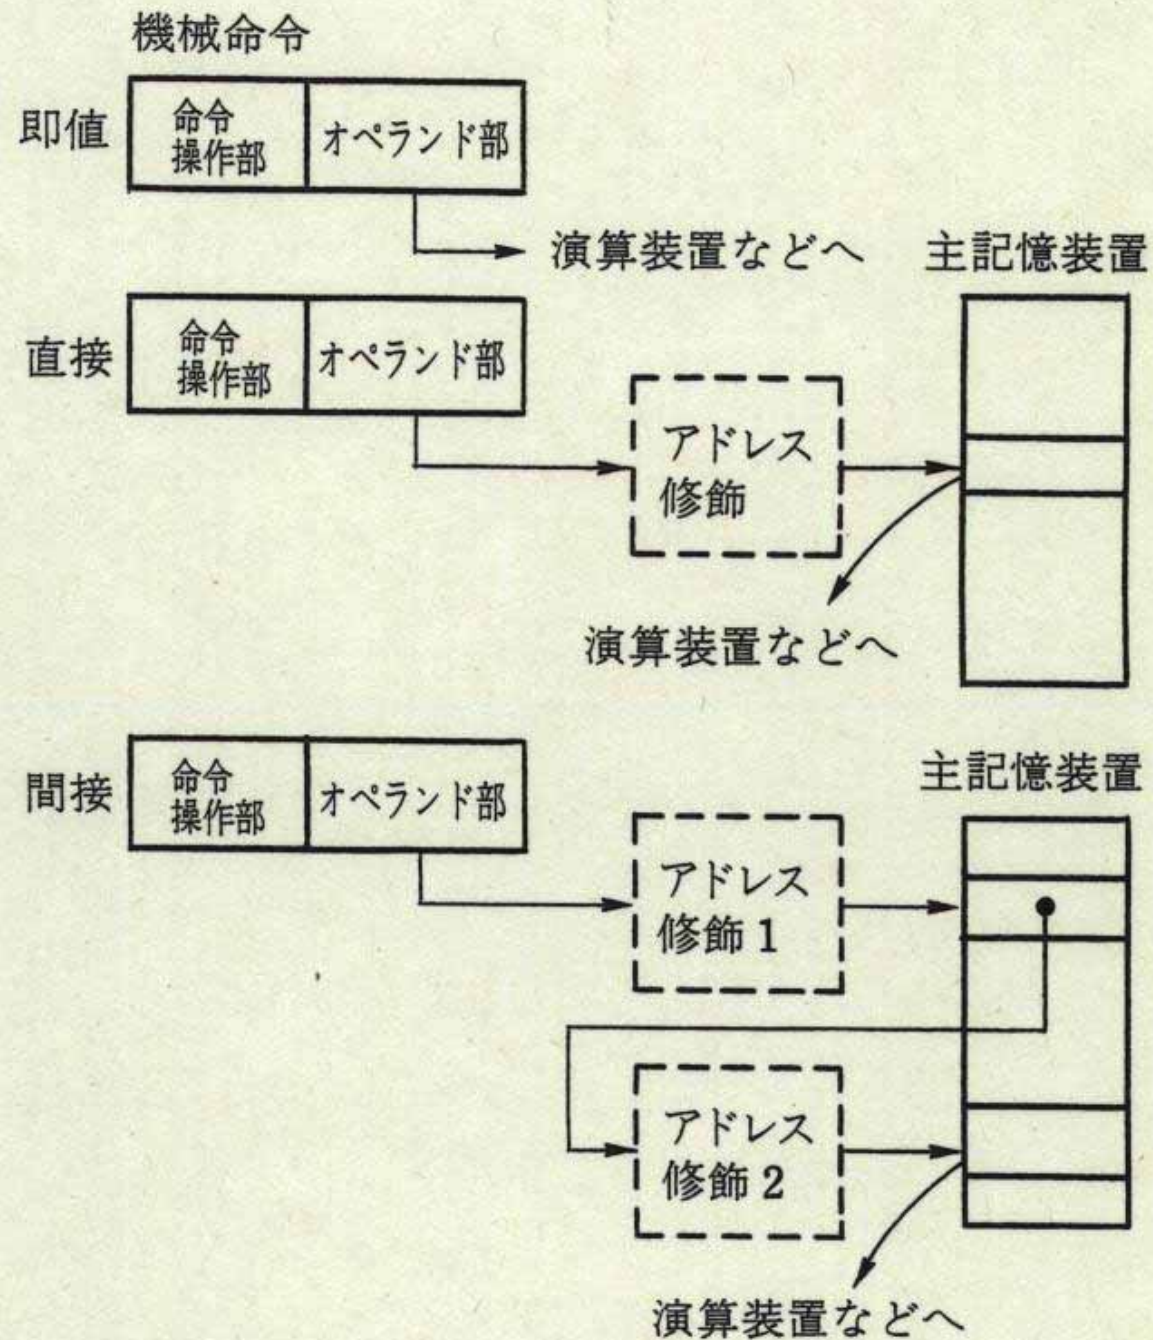 機械命令
即値
命令
操作部
オペランド部
演算装置などへ
主記憶装置
直接
命令
操作部
オペランド部
アドレス
修飾
演算装置などへ
間接
命令
操作部
オペランド部
主記憶装置
アドレス
修飾1
アドレス
修飾2
演算装置などへ